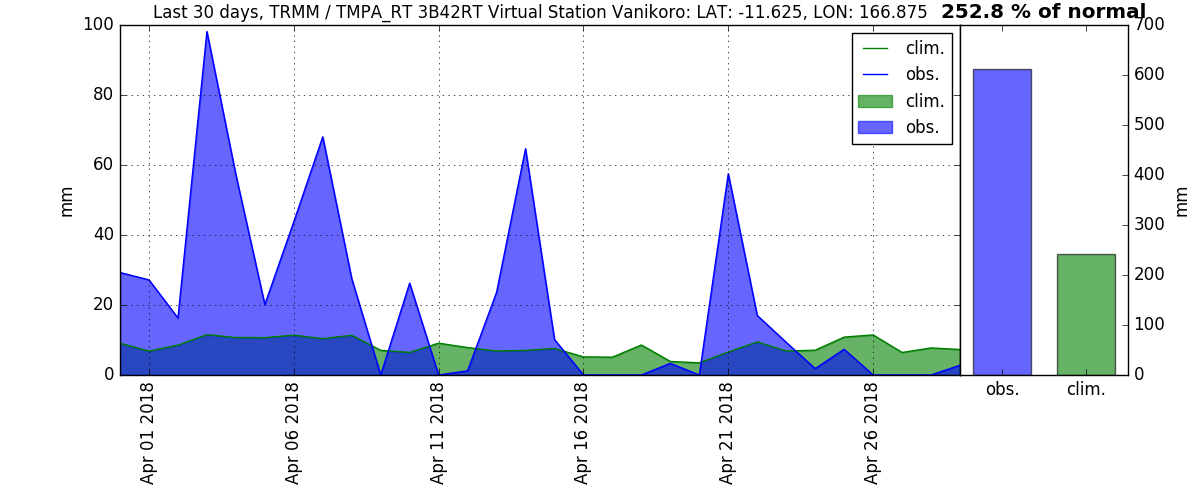 Last 30 days, TRMM / TMPA_RT 3B42RT Virtual Station Vanikoro: LAT: -11.625, LON: 166.875 252.8 % of normal
100
80
60
40
20
0
mm
clim.
obs.
clim.
obs.
700
600
500
400
300
200
100
0
mm
Apr 01 2018
Apr 06 2018
Apr 11 2018
Apr 16 2018
Apr 21 2018
Apr 26 2018
obs.
clim.